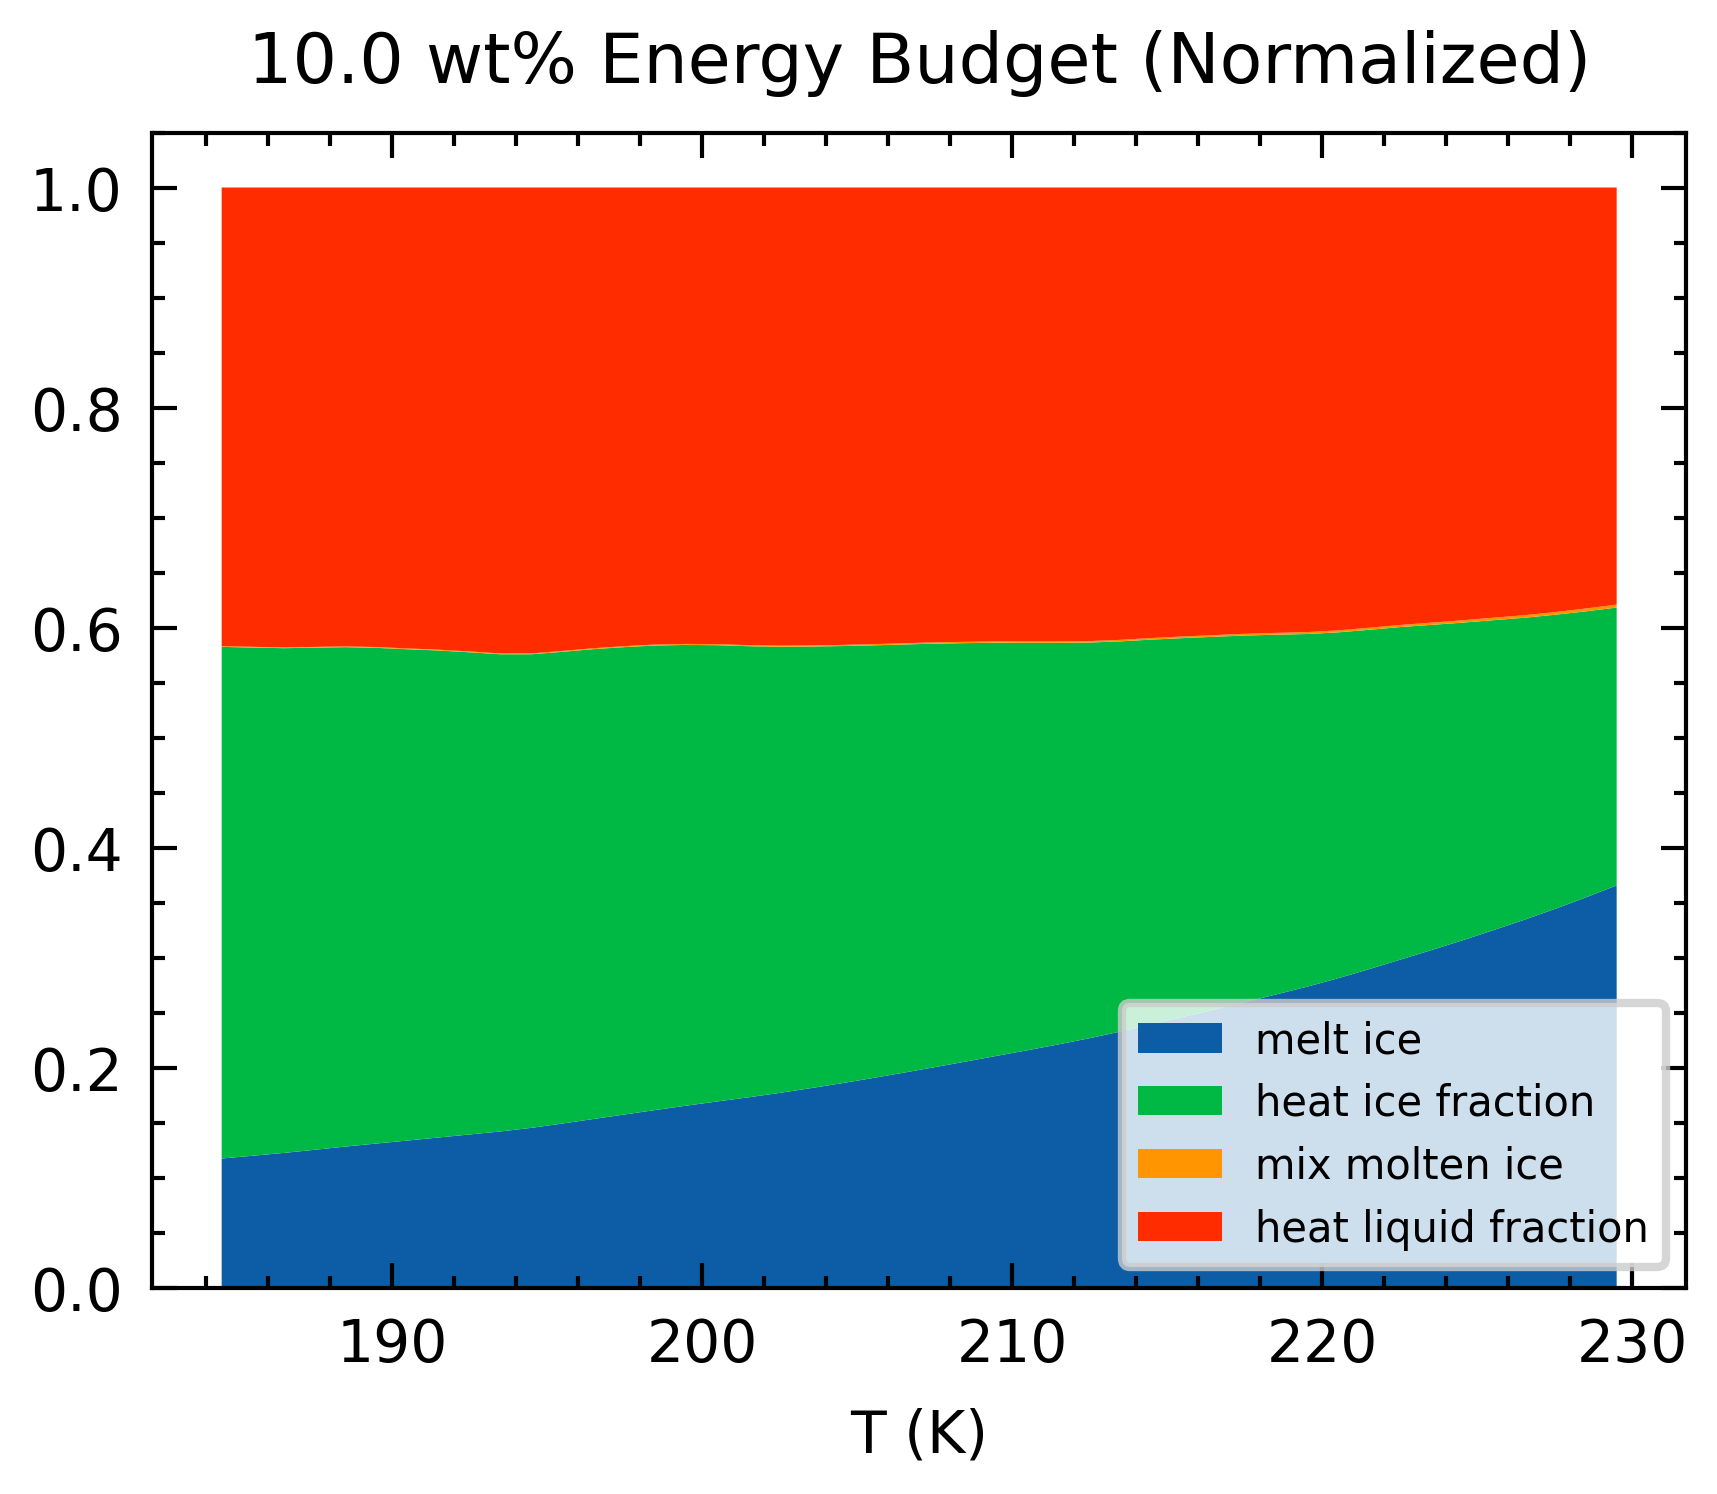 10.0 wt% Energy Budget (Normalized)
1.0
0.8
0.6
0.4
0.2
0.0
melt ice
heat ice fraction
mix molten ice
heat liquid fraction
190 200 210 220 230
T (K)